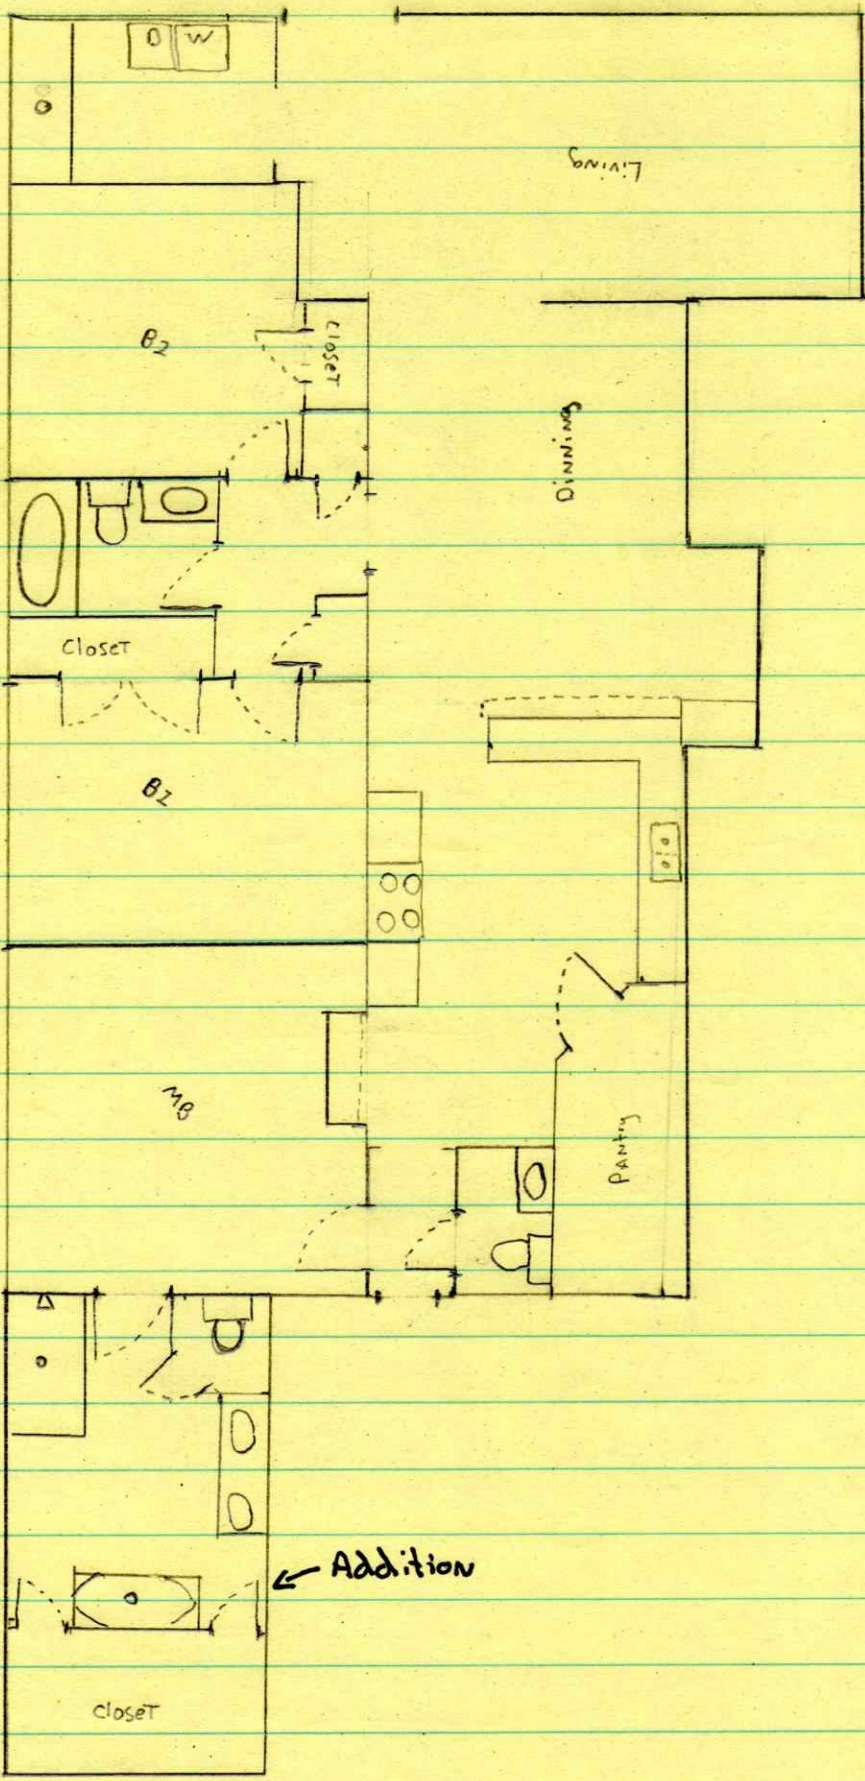 D W
Living
B2
Closet
Dinning
Closet
B2
MB
Pantry
Addition
Closet